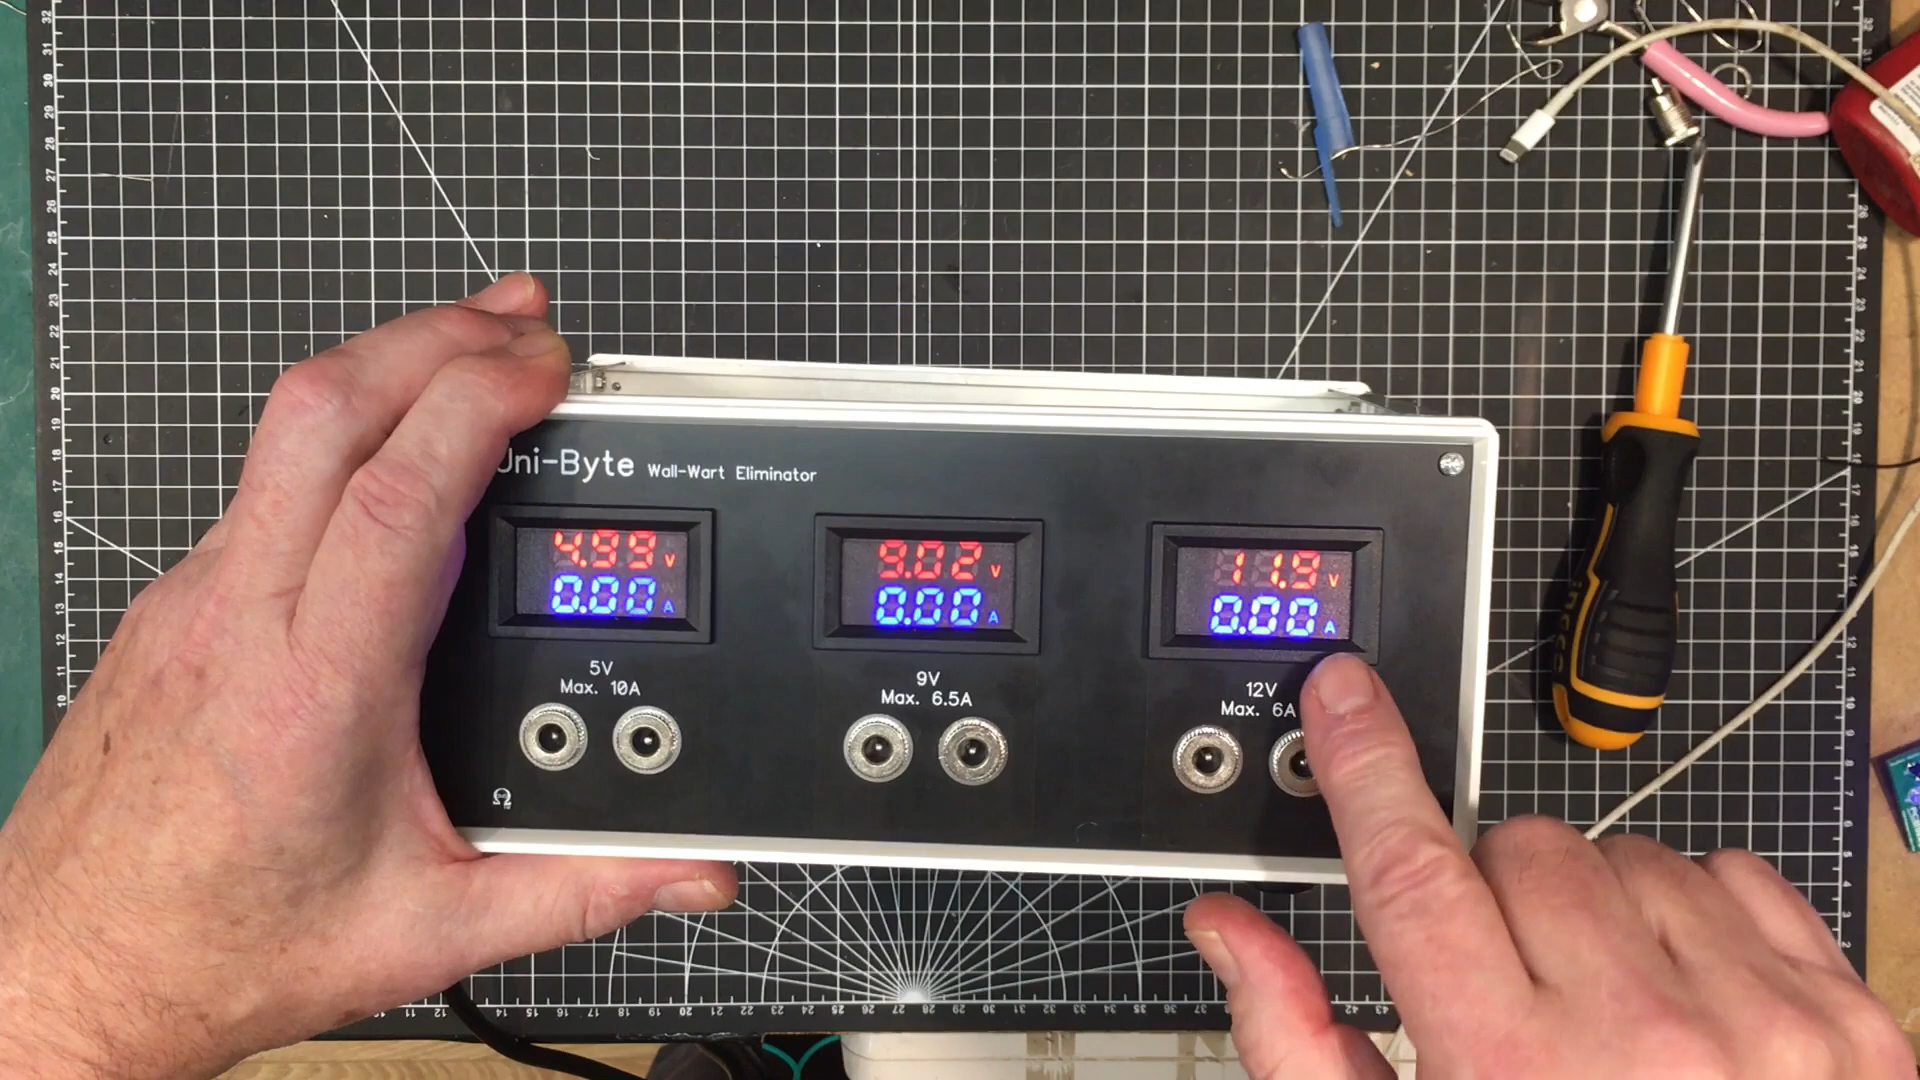 Uni-Byte Wall-Wart Eliminator
4.99 V
0.00 A
9.02 V
0.00 A
11.9 V
0.00 A
5V
Max. 10A
9V
Max. 6.5A
12V
Max. 6A
Ω